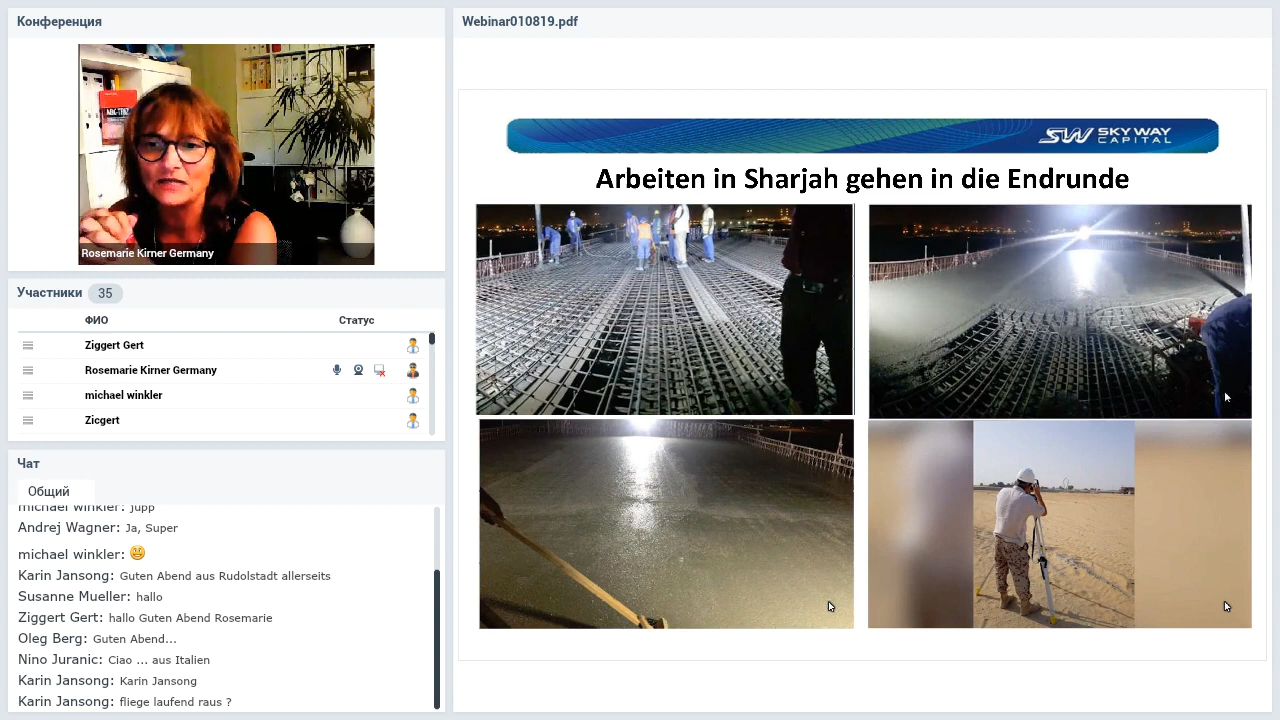 Конференция
Rosemarie Kirner Germany
Участники 35
ФИО Статус
Ziggert Gert
Rosemarie Kirner Germany
michael winkler
Zicgert
Чат
Общий
michael winkler: jupp
Andrej Wagner: Ja, Super
michael winkler:
Karin Jansong: Guten Abend aus Rudolstadt allerseits
Susanne Mueller: hallo
Ziggert Gert: hallo Guten Abend Rosemarie
Oleg Berg: Guten Abend...
Nino Juranic: Ciao ... aus Italien
Karin Jansong: Karin Jansong
Karin Jansong: fliege laufend raus ?
Webinar010819.pdf
SW SKY WAY
CAPITAL
Arbeiten in Sharjah gehen in die Endrunde